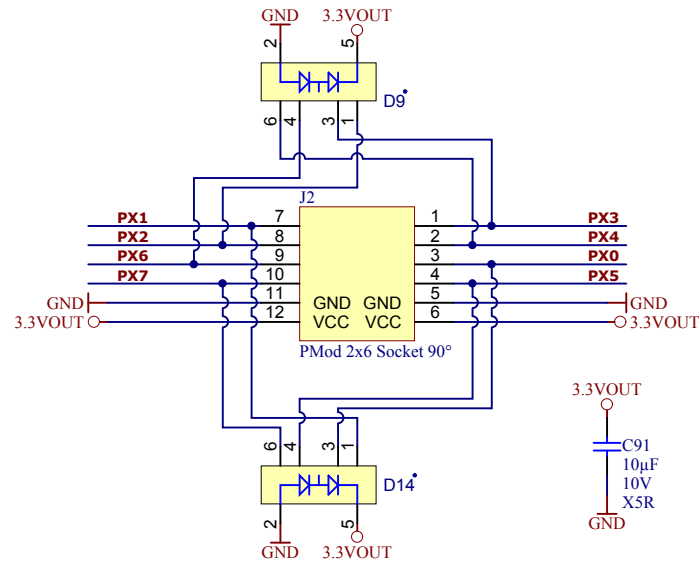 GND 3.3VOUT
2 5
D9
6 4 3 1
J2
PX1 7 1 PX3
PX2 8 2 PX4
PX6 9 3 PX0
PX7 10 4 PX5
GND 11 GND GND 5 GND
3.3VOUT 12 VCC VCC 6 3.3VOUT
PMod 2x6 Socket 90°
6 4 3 1
D14
2 5
GND 3.3VOUT
3.3VOUT
C91
10µF
10V
X5R
GND